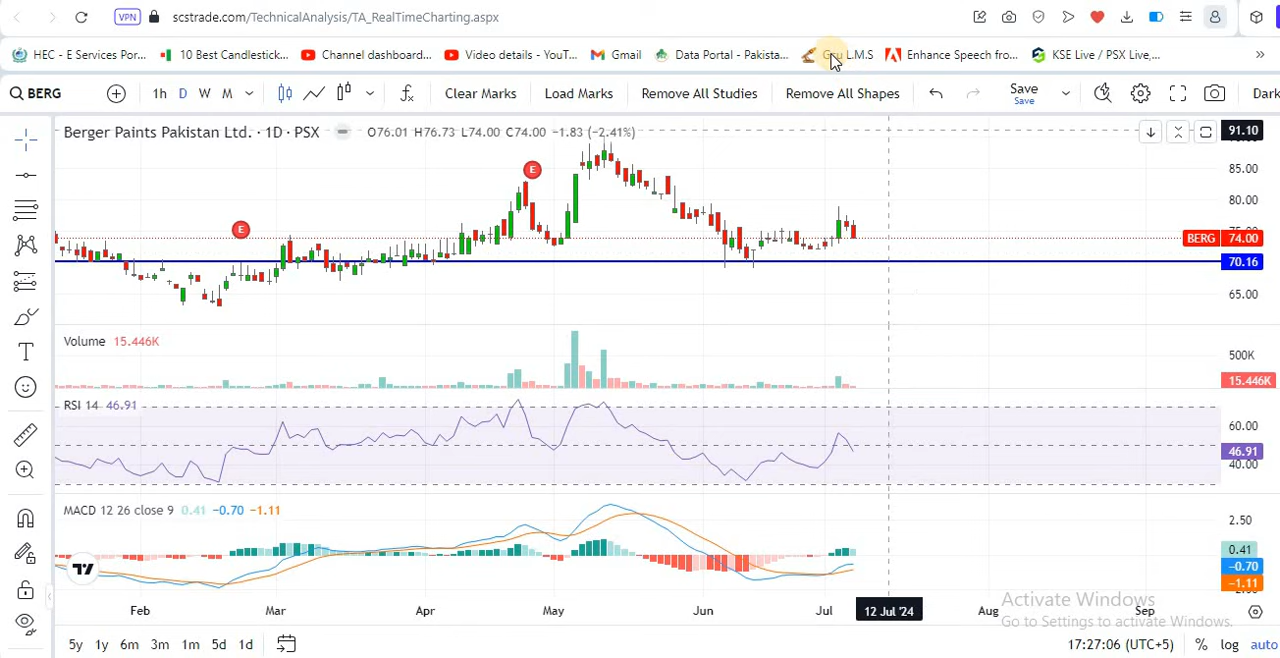 VPN scstrade.com/TechnicalAnalysis/TA_RealTimeCharting.aspx
HEC - E Services Por... 10 Best Candlestick... Channel dashboard... Video details - YouT... Gmail Data Portal - Pakista... L.M.S Enhance Speech fro... KSE Live / PSX Live,... »
BERG 1h D W M Clear Marks Load Marks Remove All Studies Remove All Shapes Save Dark
Save
Berger Paints Pakistan Ltd. · 1D · PSX O76.01 H76.73 L74.00 C74.00 −1.83 (−2.41%) 91.10
85.00
E
80.00
E
BERG 74.00
70.16
65.00
Volume 15.446K
500K
15.446K
RSI 14 46.91
60.00
46.91
40.00
MACD 12 26 close 9 0.41 −0.70 −1.11
2.50
0.41
−0.70
−1.11
Feb Mar Apr May Jun Jul 12 Jul '24 Aug Sep
Activate Windows
Go to Settings to activate Windows.
5y 1y 6m 3m 1m 5d 1d 17:27:06 (UTC+5) % log auto